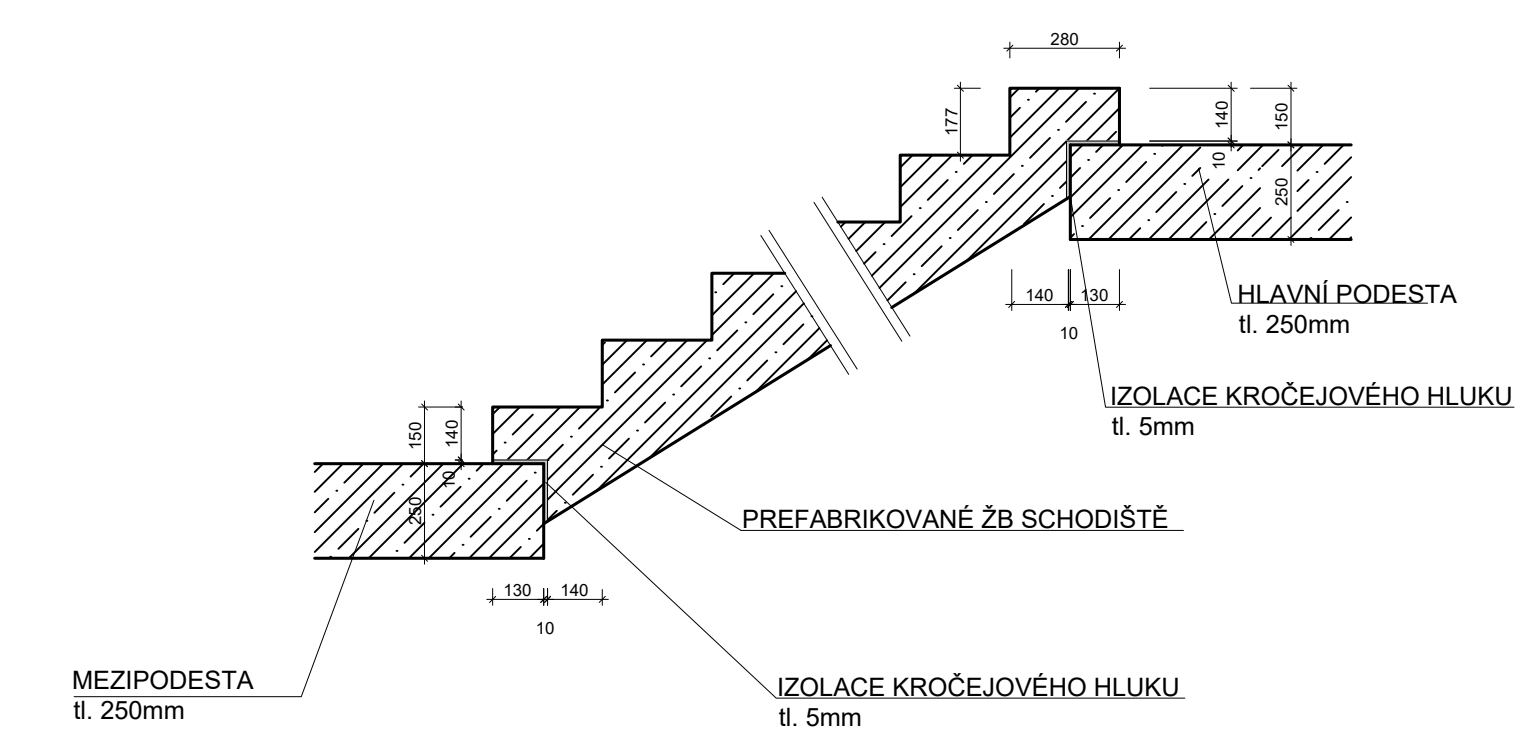 280
177
140
150
10
250
140
130
10
HLAVNÍ PODESTA
tl. 250mm
IZOLACE KROČEJOVÉHO HLUKU
tl. 5mm
150
140
10
250
PREFABRIKOVANÉ ŽB SCHODIŠTĚ
130
140
10
MEZIPODESTA
tl. 250mm
IZOLACE KROČEJOVÉHO HLUKU
tl. 5mm